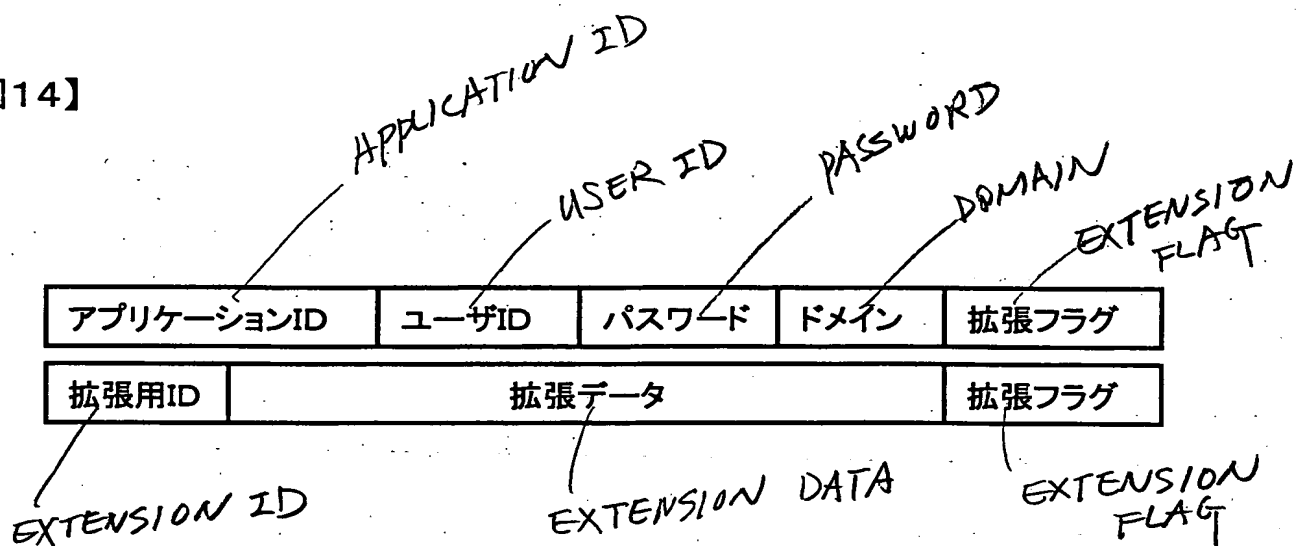 14】
APPLICATION ID
USER ID
PASSWORD
DOMAIN
EXTENSION
FLAG
アプリケーションID ユーザID パスワード ドメイン 拡張フラグ
拡張用ID 拡張データ 拡張フラグ
EXTENSION ID
EXTENSION DATA
EXTENSION
FLAG